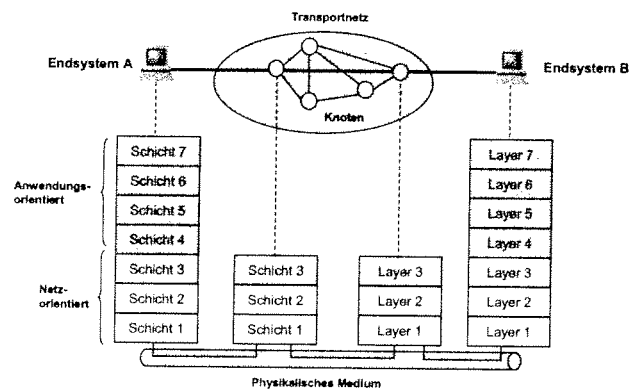 Transportnetz
Endsystem A
Endsystem B
Knoten
Anwendungs-
orientiert
Netz-
orientiert
Schicht 7
Schicht 6
Schicht 5
Schicht 4
Schicht 3
Schicht 2
Schicht 1
Schicht 3
Schicht 2
Schicht 1
Layer 3
Layer 2
Layer 1
Layer 7
Layer 6
Layer 5
Layer 4
Layer 3
Layer 2
Layer 1
Physikalisches Medium